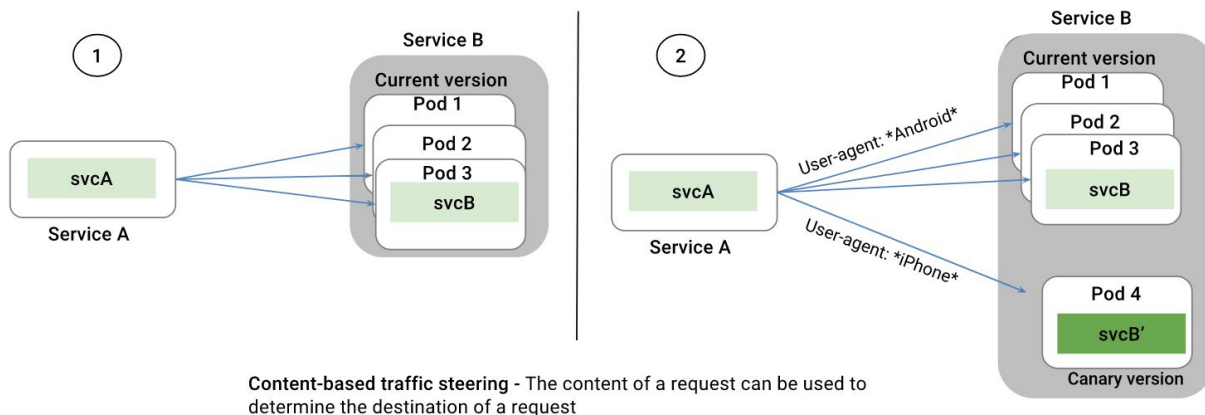 1
Service B
Current version
Pod 1
Pod 2
Pod 3
svcB
svcA
Service A
2
Service B
Current version
Pod 1
Pod 2
Pod 3
svcB
User-agent: *Android*
svcA
Service A
User-agent: *iPhone*
Pod 4
svcB’
Canary version
Content-based traffic steering - The content of a request can be used to
determine the destination of a request